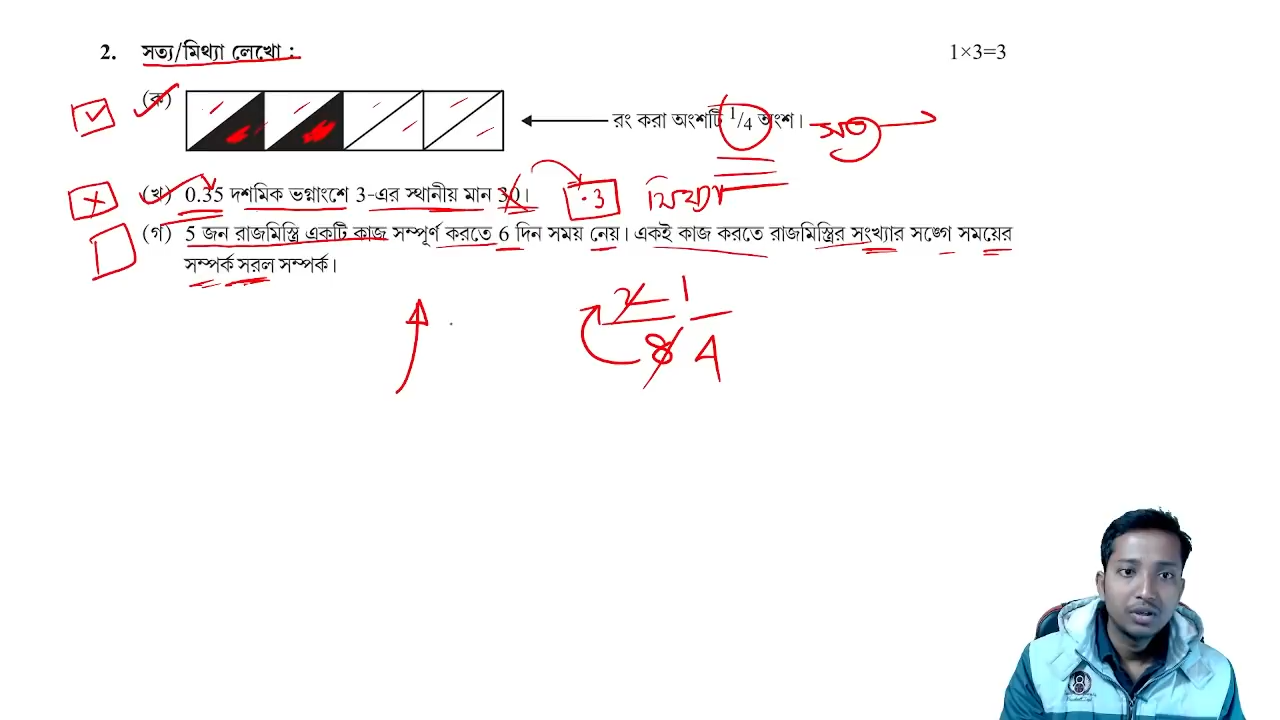 2. সত্য/মিথ্যা লেখো : 1×3=3
(ক) রং করা অংশটি 1/4 অংশ। সত্য
(খ) 0.35 দশমিক ভগ্নাংশে 3-এর স্থানীয় মান 30। ·3 মিথ্যা
(গ) 5 জন রাজমিস্ত্রি একটি কাজ সম্পূর্ণ করতে 6 দিন সময় নেয়। একই কাজ করতে রাজমিস্ত্রির সংখ্যার সঙ্গে সময়ের
সম্পর্ক সরল সম্পর্ক।
2 1
8 4